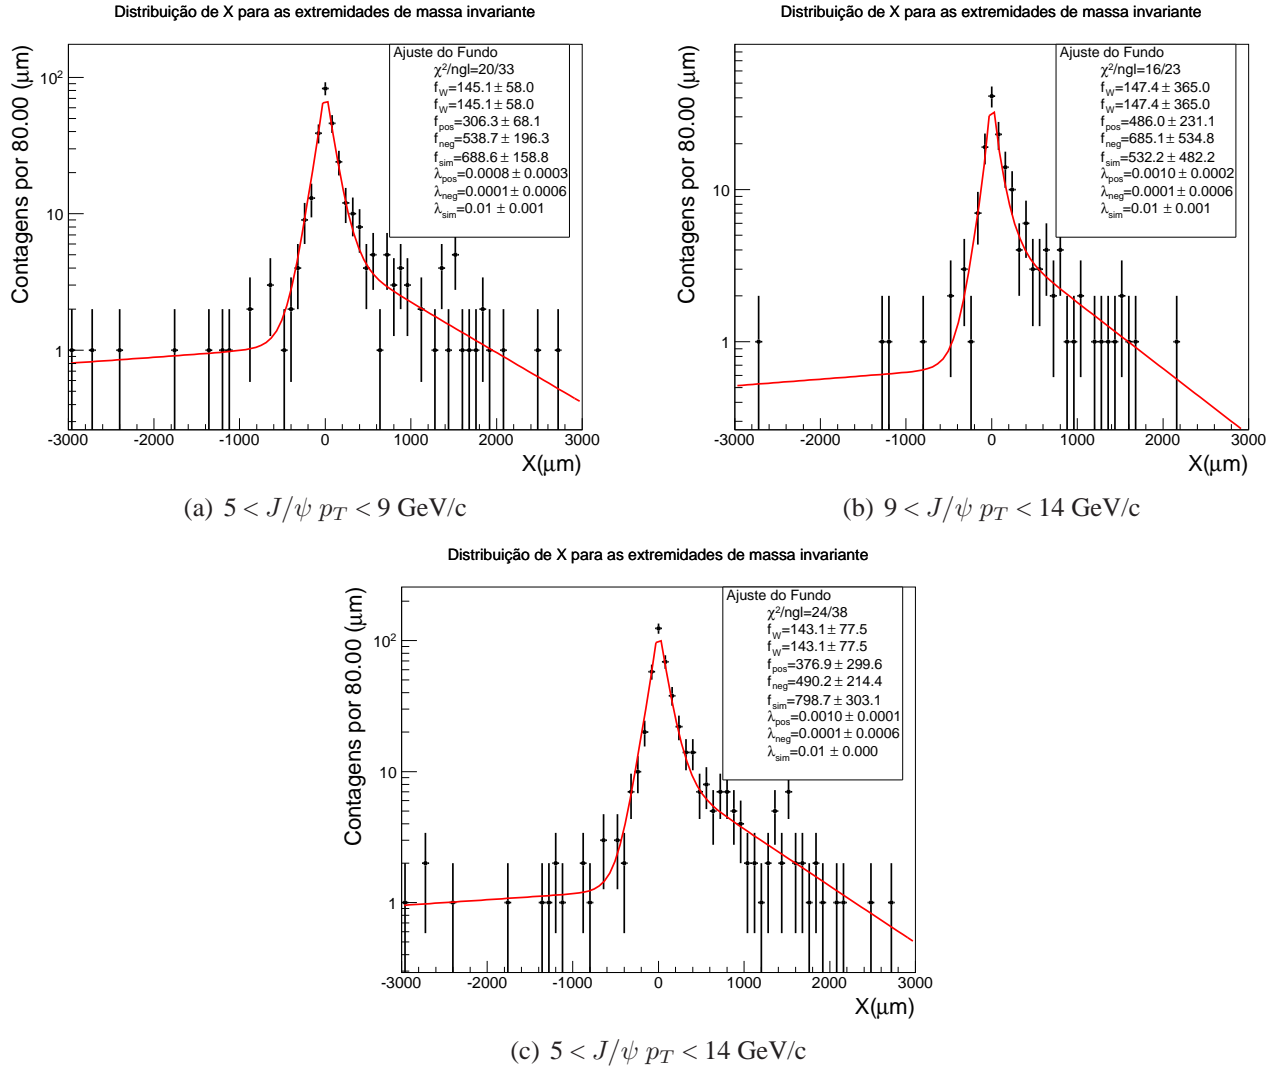 Distribuição de X para as extremidades de massa invariante
Contagens por 80.00 (μm)
10²
10
1
Ajuste do Fundo
χ²/ngl=20/33
f_W=145.1 ± 58.0
f_W=145.1 ± 58.0
f_pos=306.3 ± 68.1
f_neg=538.7 ± 196.3
f_sim=688.6 ± 158.8
λ_pos=0.0008 ± 0.0003
λ_neg=0.0001 ± 0.0006
λ_sim=0.01 ± 0.001
-3000 -2000 -1000 0 1000 2000 3000
X(μm)
(a) 5 < J/ψ p_T < 9 GeV/c
Distribuição de X para as extremidades de massa invariante
Contagens por 80.00 (μm)
10
1
Ajuste do Fundo
χ²/ngl=16/23
f_W=147.4 ± 365.0
f_W=147.4 ± 365.0
f_pos=486.0 ± 231.1
f_neg=685.1 ± 534.8
f_sim=532.2 ± 482.2
λ_pos=0.0010 ± 0.0002
λ_neg=0.0001 ± 0.0006
λ_sim=0.01 ± 0.001
-3000 -2000 -1000 0 1000 2000 3000
X(μm)
(b) 9 < J/ψ p_T < 14 GeV/c
Distribuição de X para as extremidades de massa invariante
Contagens por 80.00 (μm)
10²
10
1
Ajuste do Fundo
χ²/ngl=24/38
f_W=143.1 ± 77.5
f_W=143.1 ± 77.5
f_pos=376.9 ± 299.6
f_neg=490.2 ± 214.4
f_sim=798.7 ± 303.1
λ_pos=0.0010 ± 0.0001
λ_neg=0.0001 ± 0.0006
λ_sim=0.01 ± 0.000
-3000 -2000 -1000 0 1000 2000 3000
X(μm)
(c) 5 < J/ψ p_T < 14 GeV/c